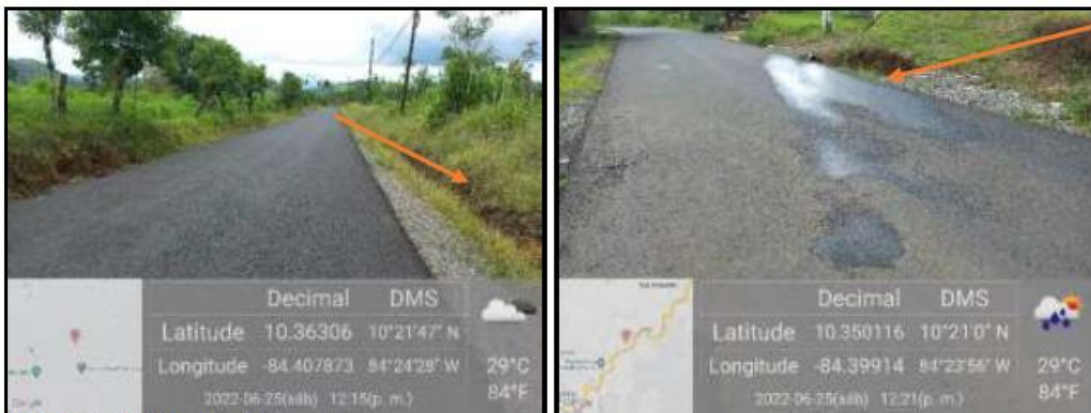 Decimal DMS
Latitude 10.36306 10°21'47" N
Longitude -84.407873 84°24'28" W
29°C
84°F
2022-06-25(sáb) 12:15(p. m.)
Decimal DMS
Latitude 10.350116 10°21'0" N
Longitude -84.39914 84°23'56" W
29°C
84°F
2022-06-25(sáb) 12:21(p. m.)